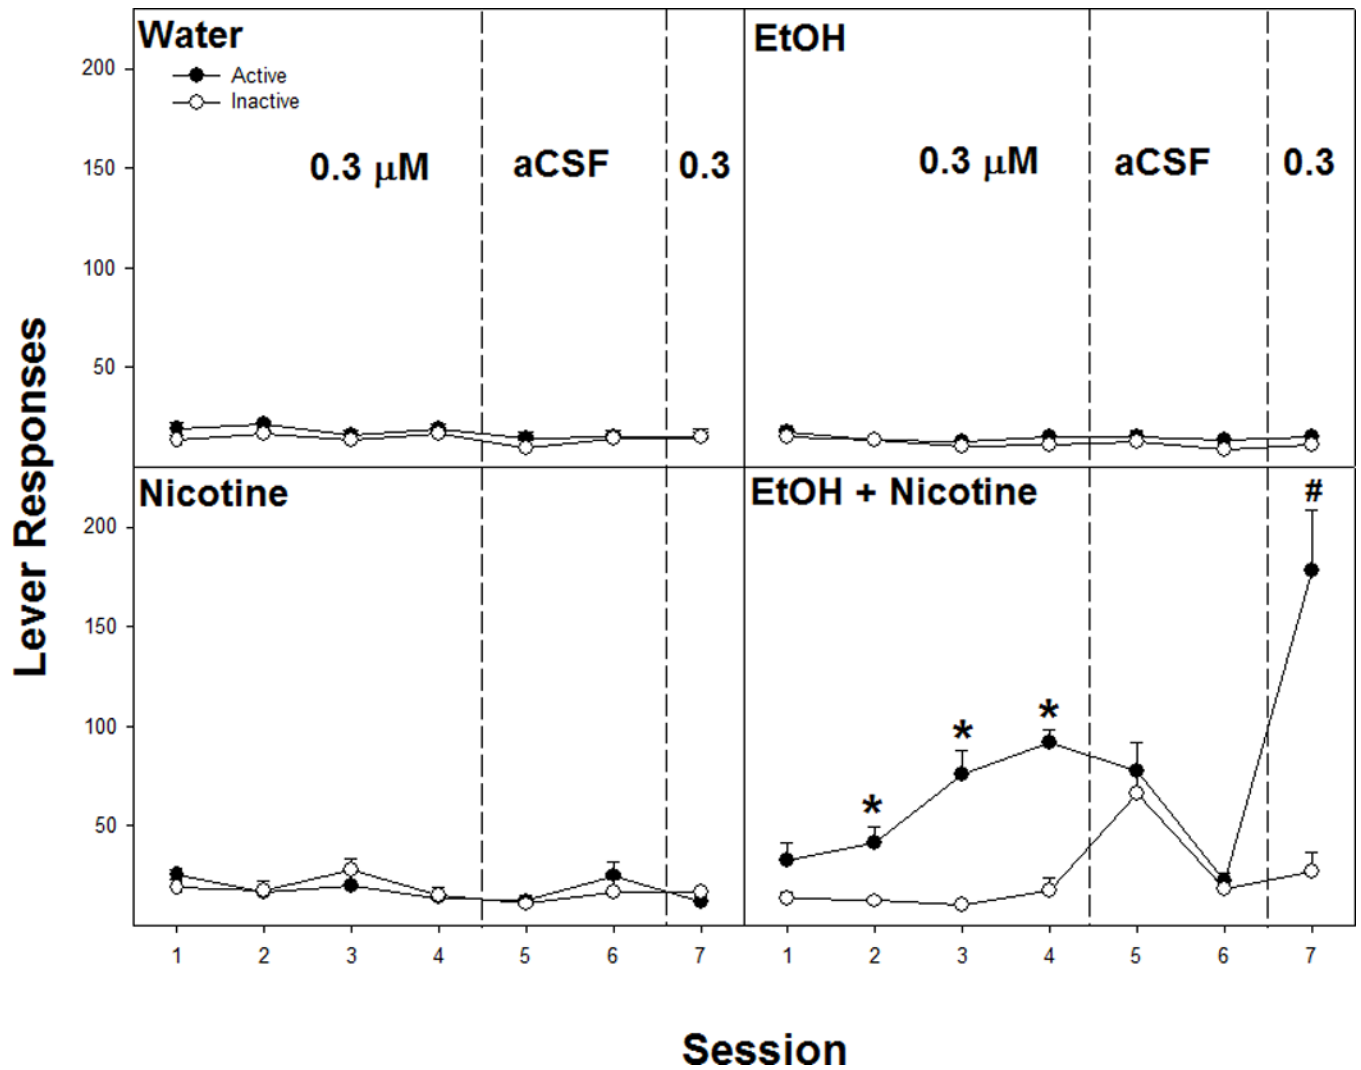 Water
EtOH
Active
Inactive
200
150
100
50
0.3 μM
aCSF
0.3
0.3 μM
aCSF
0.3
Nicotine
EtOH + Nicotine
#
200
150
100
50
*
*
*
1 2 3 4 5 6 7
1 2 3 4 5 6 7
Lever Responses
Session